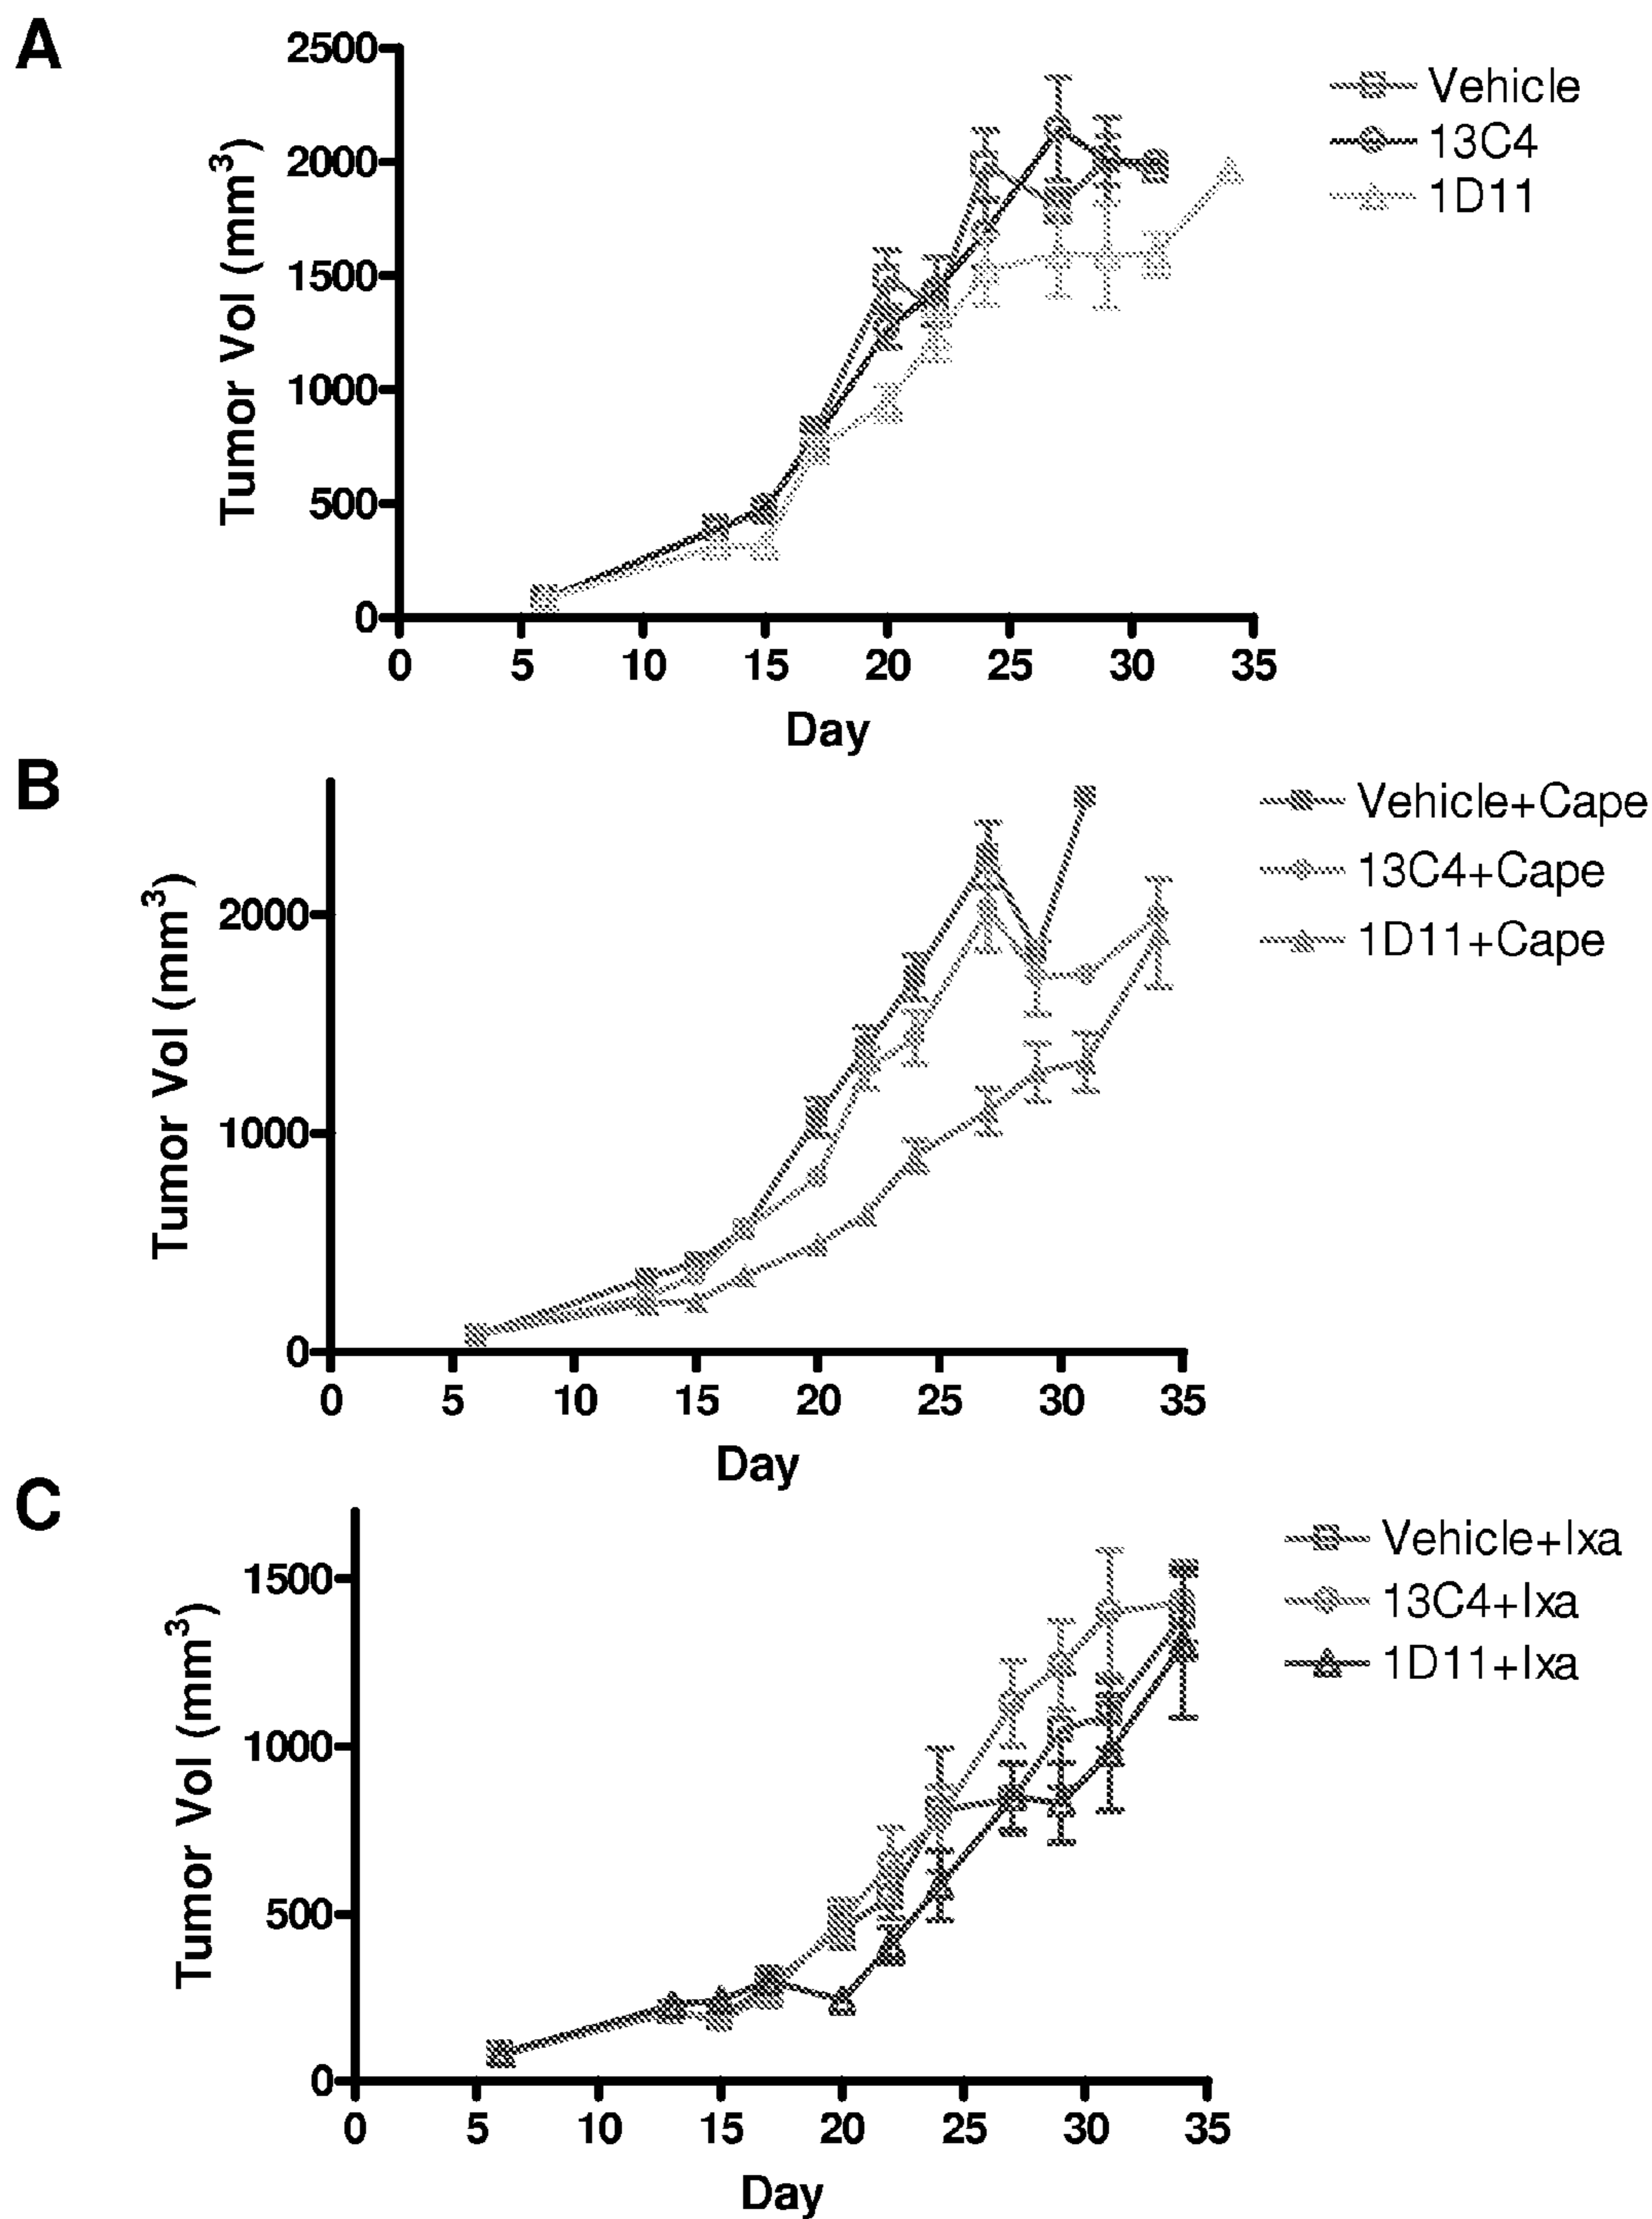 A
2500
2000
1500
1000
500
0
Tumor Vol (mm³)
0 5 10 15 20 25 30 35
Day
Vehicle
13C4
1D11
B
2000
1000
0
Tumor Vol (mm³)
0 5 10 15 20 25 30 35
Day
Vehicle+Cape
13C4+Cape
1D11+Cape
C
1500
1000
500
0
Tumor Vol (mm³)
0 5 10 15 20 25 30 35
Day
Vehicle+Ixa
13C4+Ixa
1D11+Ixa